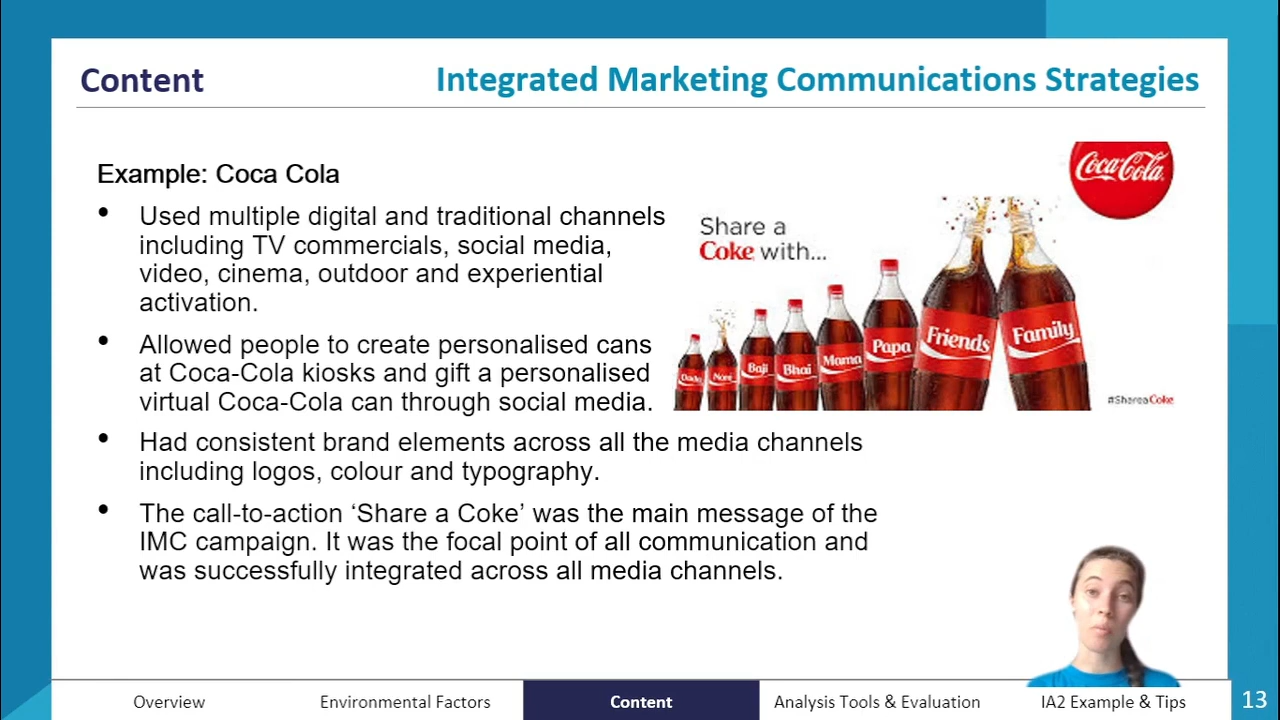 Content
Integrated Marketing Communications Strategies
Example: Coca Cola
• Used multiple digital and traditional channels
including TV commercials, social media,
video, cinema, outdoor and experiential
activation.
• Allowed people to create personalised cans
at Coca-Cola kiosks and gift a personalised
virtual Coca-Cola can through social media.
• Had consistent brand elements across all the media channels
including logos, colour and typography.
• The call-to-action ‘Share a Coke’ was the main message of the
IMC campaign. It was the focal point of all communication and
was successfully integrated across all media channels.
Coca-Cola
Share a
Coke with...
Dada
Nani
Baji
Bhai
Mama
Papa
Friends
Family
#ShareaCoke
Overview
Environmental Factors
Content
Analysis Tools & Evaluation
IA2 Example & Tips
13